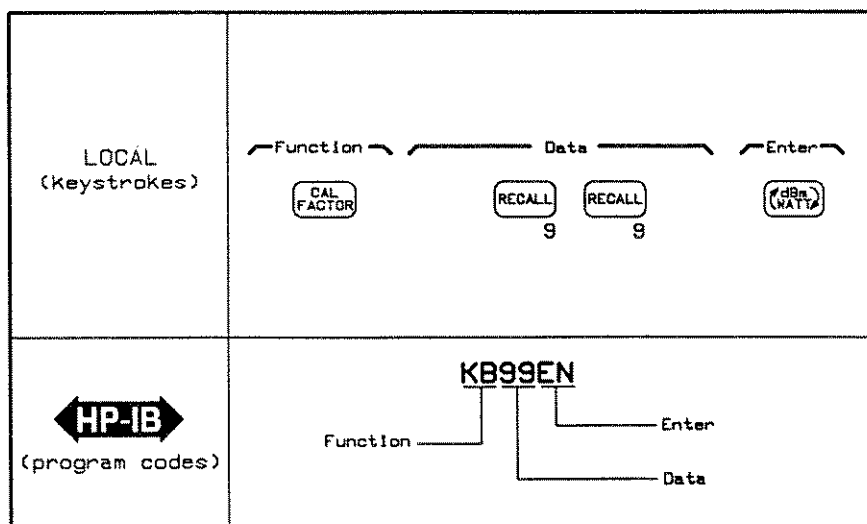 LOCAL
(keystrokes)
Function
Data
Enter
CAL
FACTOR
RECALL
RECALL
dBm
WATT
9
9
HP-IB
(program codes)
KB99EN
Function
Enter
Data